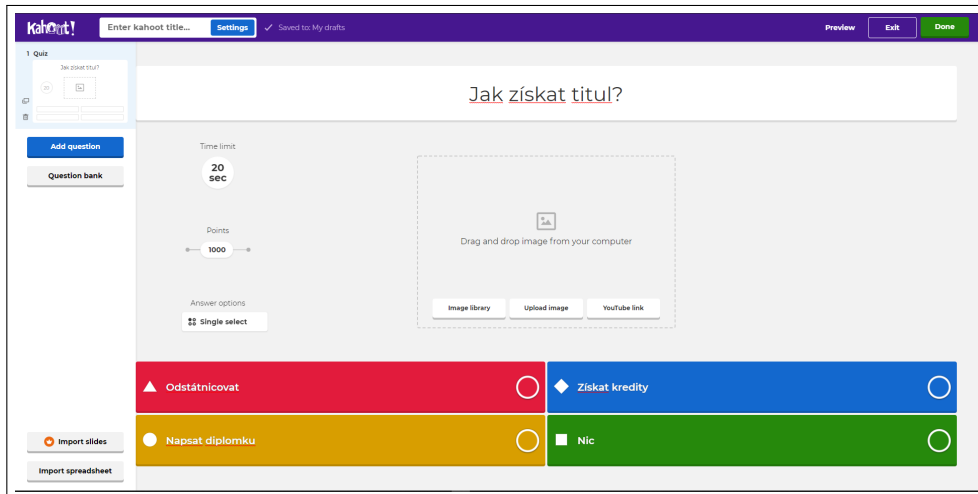 Kahoot! Enter kahoot title... Settings ✓ Saved to: My drafts Preview Exit Done
1 Quiz
Jak získat titul?
20
Add question
Question bank
Import slides
Import spreadsheet
Jak získat titul?
Time limit
20
sec
Points
1000
Answer options
Single select
Drag and drop image from your computer
Image library Upload image YouTube link
Odstátnicovat
Získat kredity
Napsat diplomku
Nic